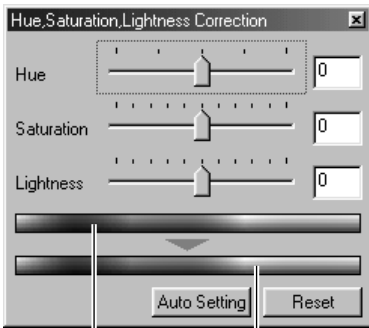 Hue,Saturation,Lightness Correction
Hue 0
Saturation 0
Lightness 0
Auto Setting Reset